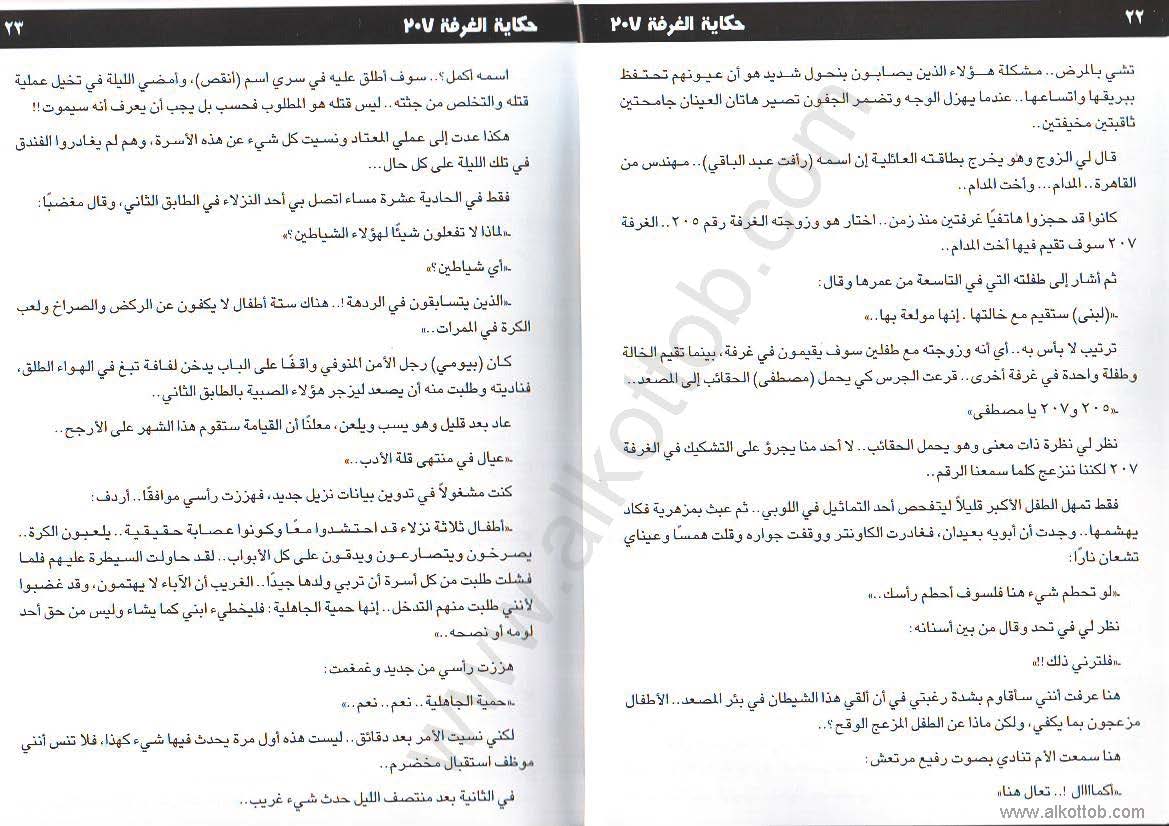 ٢٢
حكاية الغرفة ٢٠٧
تشي بالمرض.. مشكلة هؤلاء الذين يصابون بنحول شديد هو أن عيونهم تحتفظ
ببريقها واتساعها.. عندما يهزل الوجه وتضمر الجفون تصير هاتان العينان جامحتين
ثاقبتين مخيفتين..
قال لي الزوج وهو يخرج بطاقته العائلية إن اسمه (رأفت عبد الباقي).. مهندس من
القاهرة.. المدام... وأخت المدام..
كانوا قد حجزوا هاتفيًا غرفتين منذ زمن.. اختار هو وزوجته الغرفة رقم ٢٠٥.. الغرفة
٢٠٧ سوف تقيم فيها أخت المدام..
ثم أشار إلى طفلته التي في التاسعة من عمرها وقال:
ـ«(لبنى) ستقيم مع خالتها. إنها مولعة بها..»
ترتيب لا بأس به.. أي أنه وزوجته مع طفلين سوف يقيمون في غرفة، بينما تقيم الخالة
وطفلة واحدة في غرفة أخرى.. قرعت الجرس كي يحمل (مصطفى) الحقائب إلى المصعد..
ـ«٢٠٥ و٢٠٧ يا مصطفى»
نظر لي نظرة ذات معنى وهو يحمل الحقائب.. لا أحد منا يجرؤ على التشكيك في الغرفة
٢٠٧ لكننا ننزعج كلما سمعنا الرقم..
فقط تمهل الطفل الأكبر قليلاً ليتفحص أحد التماثيل في اللوبي.. ثم عبث بمزهرية فكاد
يهشمها.. وجدت أن أبويه بعيدان، فغادرت الكاونتر ووقفت جواره وقلت همسًا وعيناي
تشعان نارًا:
ـ«لو تحطم شيء هنا فلسوف أحطم رأسك..»
نظر لي في تحد وقال من بين أسنانه:
ـ«فلترني ذلك!!»
هنا عرفت أنني سأقاوم بشدة رغبتي في أن ألقي هذا الشيطان في بئر المصعد.. الأطفال
مزعجون بما يكفي، ولكن ماذا عن الطفل المزعج الوقح؟..
هنا سمعت الأم تنادي بصوت رفيع مرتعش:
ـ«أكماااال !.. تعال هنا»
٢٣
حكاية الغرفة ٢٠٧
اسمه أكمل؟.. سوف أطلق عليه في سري اسم (أنقص)، وأمضي الليلة في تخيل عملية
قتله والتخلص من جثته.. ليس قتله هو المطلوب فحسب بل يجب أن يعرف أنه سيموت!!
هكذا عدت إلى عملي المعتاد ونسيت كل شيء عن هذه الأسرة، وهم لم يغادروا الفندق
في تلك الليلة على كل حال...
فقط في الحادية عشرة مساء اتصل بي أحد النزلاء في الطابق الثاني، وقال مغضبًا:
ـ«لماذا لا تفعلون شيئًا لهؤلاء الشياطين؟»
ـ«أي شياطين؟»
ـ«الذين يتسابقون في الردهة !.. هناك ستة أطفال لا يكفون عن الركض والصراخ ولعب
الكرة في الممرات..»
كان (بيومي) رجل الأمن المنوفي واقفًا على الباب يدخن لفافة تبغ في الهواء الطلق،
فناديته وطلبت منه أن يصعد ليزجر هؤلاء الصبية بالطابق الثاني..
عاد بعد قليل وهو يسب ويلعن، معلنًا أن القيامة ستقوم هذا الشهر على الأرجح..
ـ«عيال في منتهى قلة الأدب..»
كنت مشغولاً في تدوين بيانات نزيل جديد، فهززت رأسي موافقًا.. أردف:
ـ«أطفال ثلاثة نزلاء قد احتشدوا معًا وكونوا عصابة حقيقية.. يلعبون الكرة..
يصرخون ويتصارعون ويدقون على كل الأبواب.. لقد حاولت السيطرة عليهم فلما
فشلت طلبت من كل أسرة أن تربي ولدها جيدًا.. الغريب أن الآباء لا يهتمون، وقد غضبوا
لأنني طلبت منهم التدخل.. إنها حمية الجاهلية: فليخطيء ابني كما يشاء وليس من حق أحد
لومه أو نصحه..»
هززت رأسي من جديد وغمغمت:
ـ«حمية الجاهلية.. نعم.. نعم..»
لكني نسيت الأمر بعد دقائق.. ليست هذه أول مرة يحدث فيها شيء كهذا، فلا تنس أنني
موظف استقبال مخضرم..
في الثانية بعد منتصف الليل حدث شيء غريب..
www.alkottob.com
www.alkottob.com